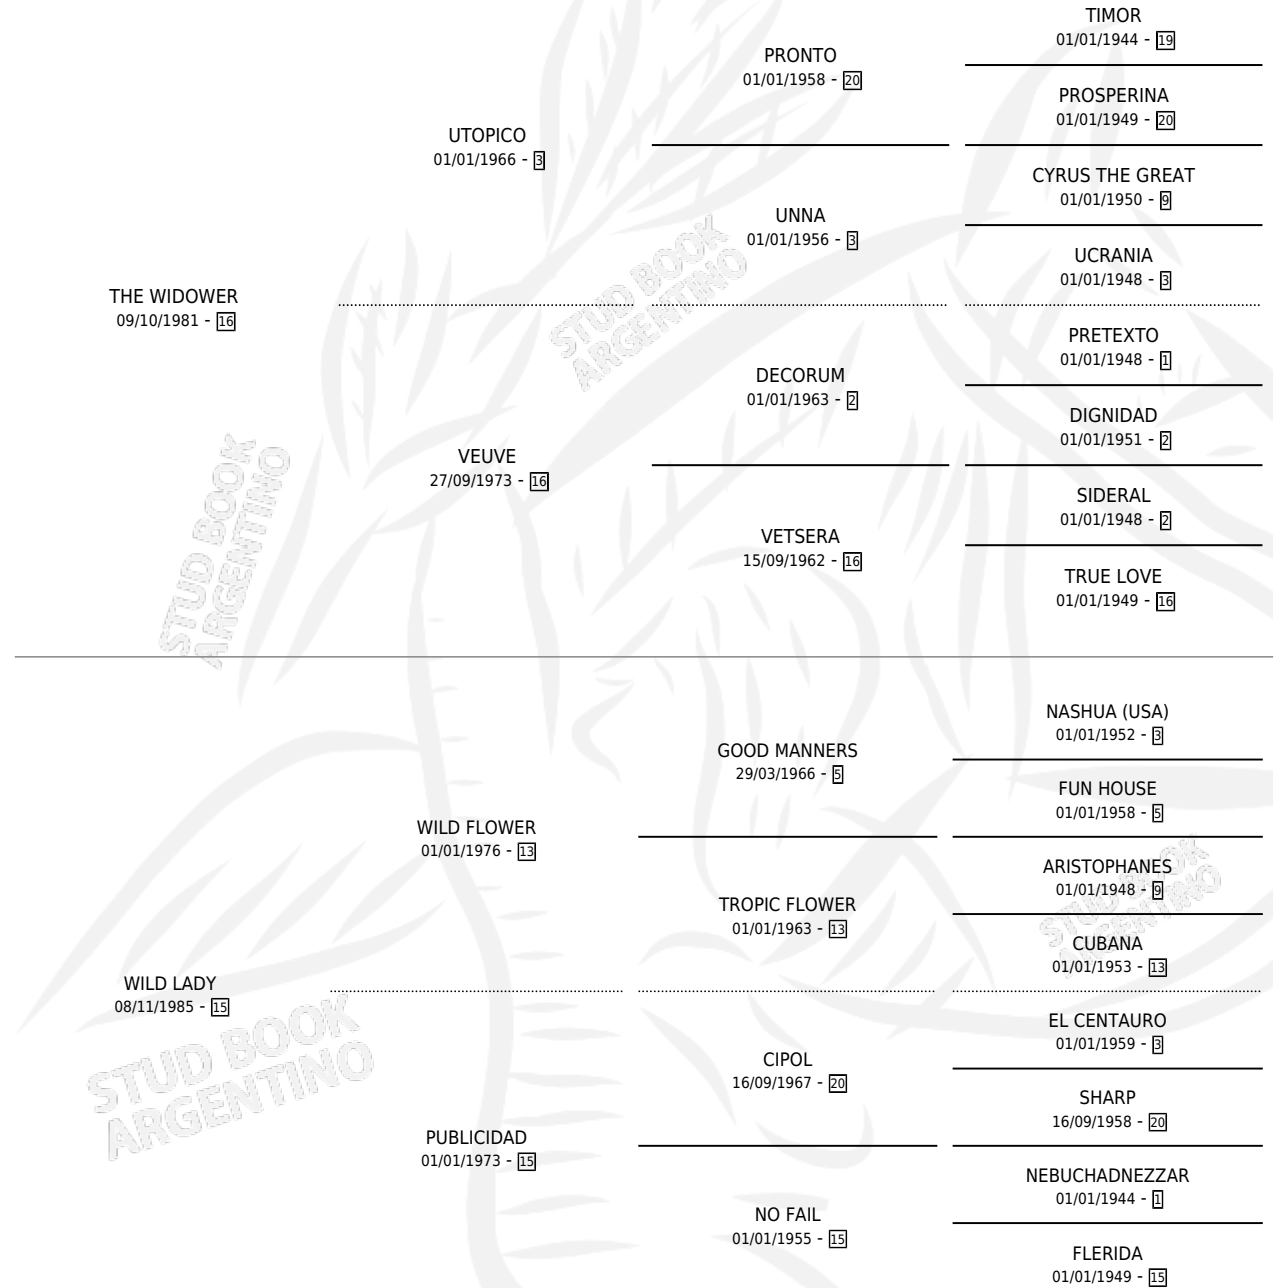 TIMOR
01/01/1944 - 19
PRONTO
01/01/1958 - 20
PROSPERINA
01/01/1949 - 20
UTOPICO
01/01/1966 - 3
CYRUS THE GREAT
01/01/1950 - 9
UNNA
01/01/1956 - 3
UCRANIA
01/01/1948 - 3
THE WIDOWER
09/10/1981 - 16
PRETEXTO
01/01/1948 - 1
DECORUM
01/01/1963 - 2
DIGNIDAD
01/01/1951 - 2
VEUVE
27/09/1973 - 16
SIDERAL
01/01/1948 - 2
VETSERA
15/09/1962 - 16
TRUE LOVE
01/01/1949 - 16
NASHUA (USA)
01/01/1952 - 3
GOOD MANNERS
29/03/1966 - 5
FUN HOUSE
01/01/1958 - 5
WILD FLOWER
01/01/1976 - 13
ARISTOPHANES
01/01/1948 - 9
TROPIC FLOWER
01/01/1963 - 13
CUBANA
01/01/1953 - 13
WILD LADY
08/11/1985 - 15
EL CENTAURO
01/01/1959 - 3
CIPOL
16/09/1967 - 20
SHARP
16/09/1958 - 20
PUBLICIDAD
01/01/1973 - 15
NEBUCHADNEZZAR
01/01/1944 - 1
NO FAIL
01/01/1955 - 15
FLERIDA
01/01/1949 - 15
STUD BOOK
ARGENTINO
STUD BOOK
ARGENTINO
STUD BOOK
ARGENTINO
STUD BOOK
ARGENTINO